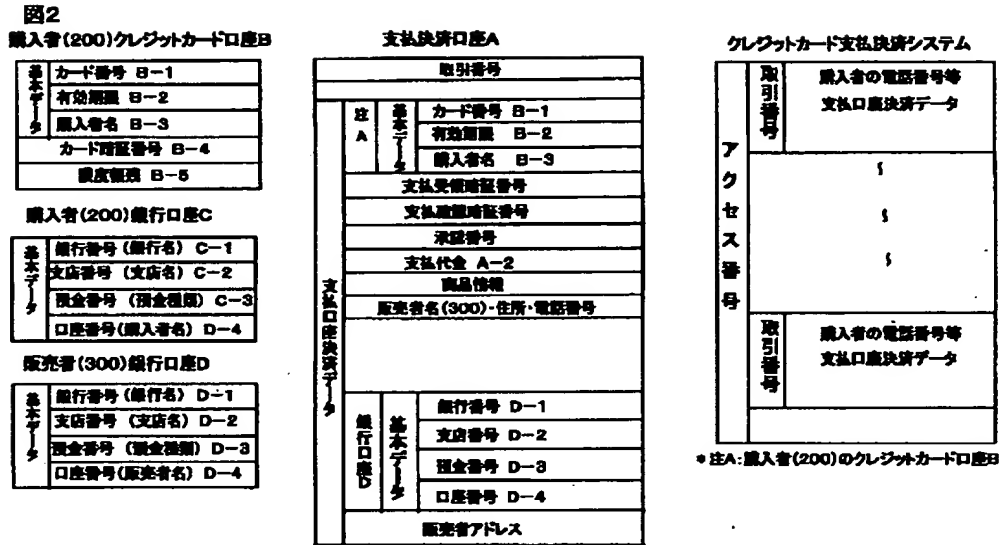 図2
購入者(200)クレジットカード口座B
基本データ
カード番号 B-1
有効期限 B-2
購入者名 B-3
カード暗証番号 B-4
限度額残 B-5
購入者(200)銀行口座C
基本データ
銀行番号(銀行名) C-1
支店番号(支店名) C-2
預金番号(預金種類) C-3
口座番号(購入者名) D-4
販売者(300)銀行口座D
基本データ
銀行番号(銀行名) D-1
支店番号(支店名) D-2
預金番号(預金種類) D-3
口座番号(販売者名) D-4
支払決済口座A
取引番号
支払口座決済データ
注A
基本データ
カード番号 B-1
有効期限 B-2
購入者名 B-3
支払受領暗証番号
支払確認暗証番号
承認番号
支払代金 A-2
商品情報
販売者名(300)・住所・電話番号
銀行口座D
基本データ
銀行番号 D-1
支店番号 D-2
預金番号 D-3
口座番号 D-4
販売者アドレス
クレジットカード支払決済システム
アクセス番号
取引番号
購入者の電話番号等
支払口座決済データ
取引番号
購入者の電話番号等
支払口座決済データ
*注A:購入者(200)のクレジットカード口座B